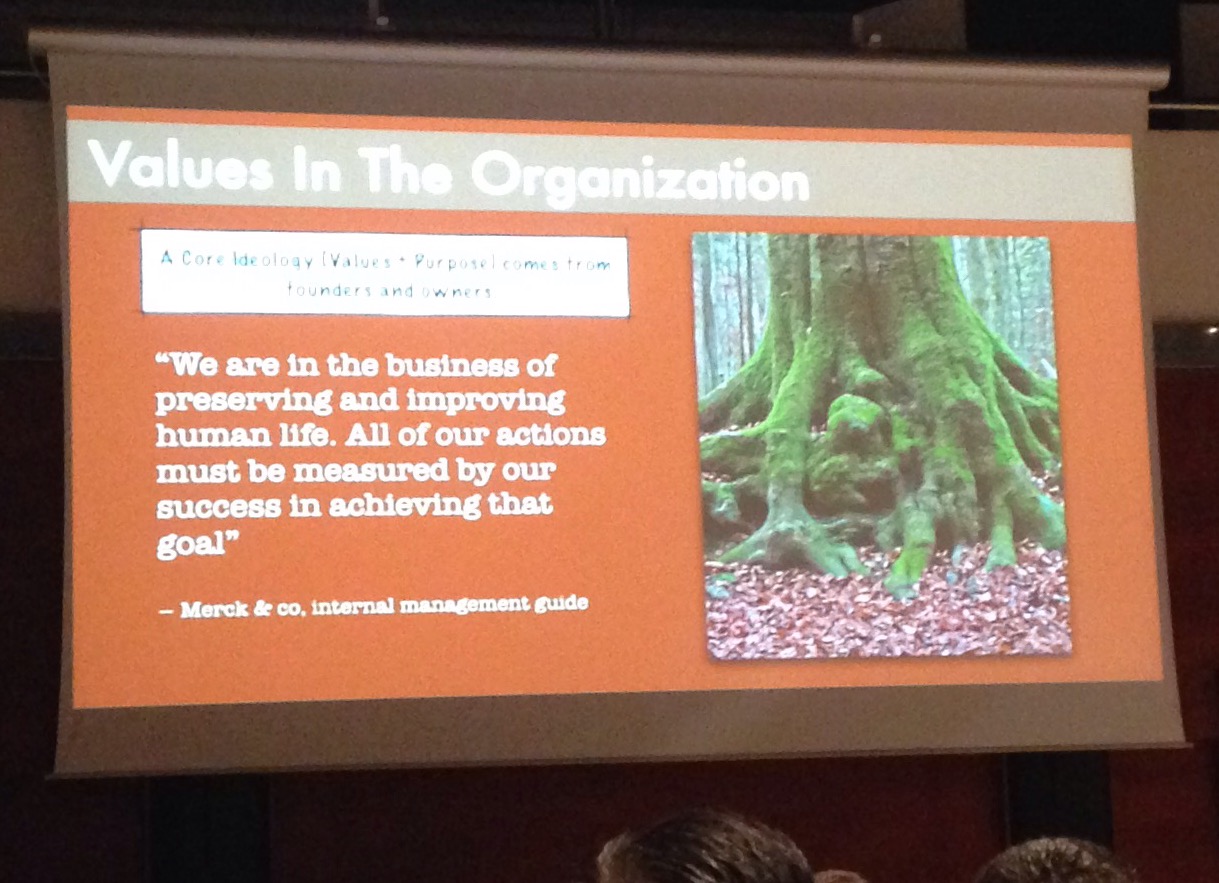 Values In The Organization
A Core Ideology (Values + Purpose) comes from
founders and owners
“We are in the business of
preserving and improving
human life. All of our actions
must be measured by our
success in achieving that
goal”
– Merck & co, internal management guide